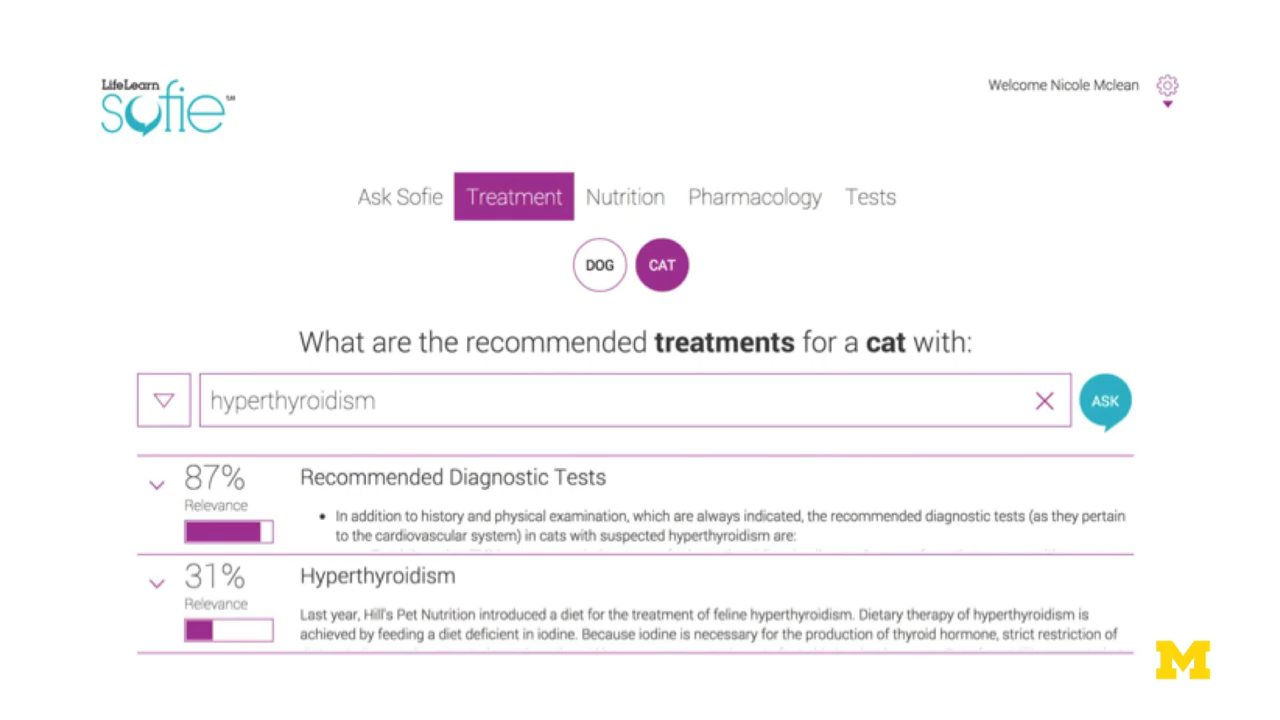 LifeLearn
sofie™
Welcome Nicole Mclean
Ask Sofie Treatment Nutrition Pharmacology Tests
DOG CAT
What are the recommended treatments for a cat with:
hyperthyroidism
ASK
87%
Relevance
Recommended Diagnostic Tests
• In addition to history and physical examination, which are always indicated, the recommended diagnostic tests (as they pertain
to the cardiovascular system) in cats with suspected hyperthyroidism are:
31%
Relevance
Hyperthyroidism
Last year, Hill's Pet Nutrition introduced a diet for the treatment of feline hyperthyroidism. Dietary therapy of hyperthyroidism is
achieved by feeding a diet deficient in iodine. Because iodine is necessary for the production of thyroid hormone, strict restriction of
M